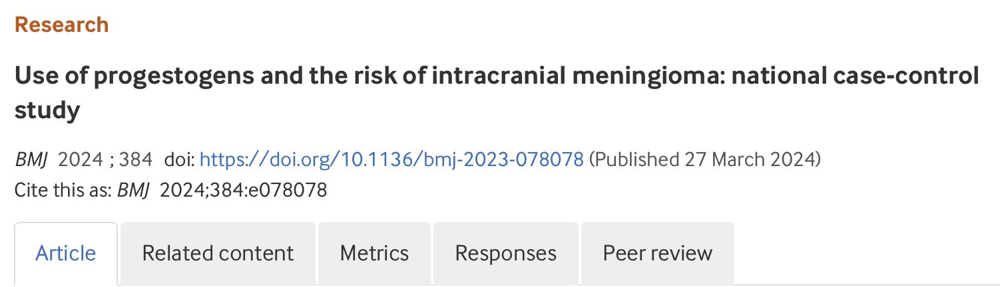 Research
Use of progestogens and the risk of intracranial meningioma: national case-control
study
BMJ 2024 ; 384 doi: https://doi.org/10.1136/bmj-2023-078078 (Published 27 March 2024)
Cite this as: BMJ 2024;384:e078078
Article Related content Metrics Responses Peer review